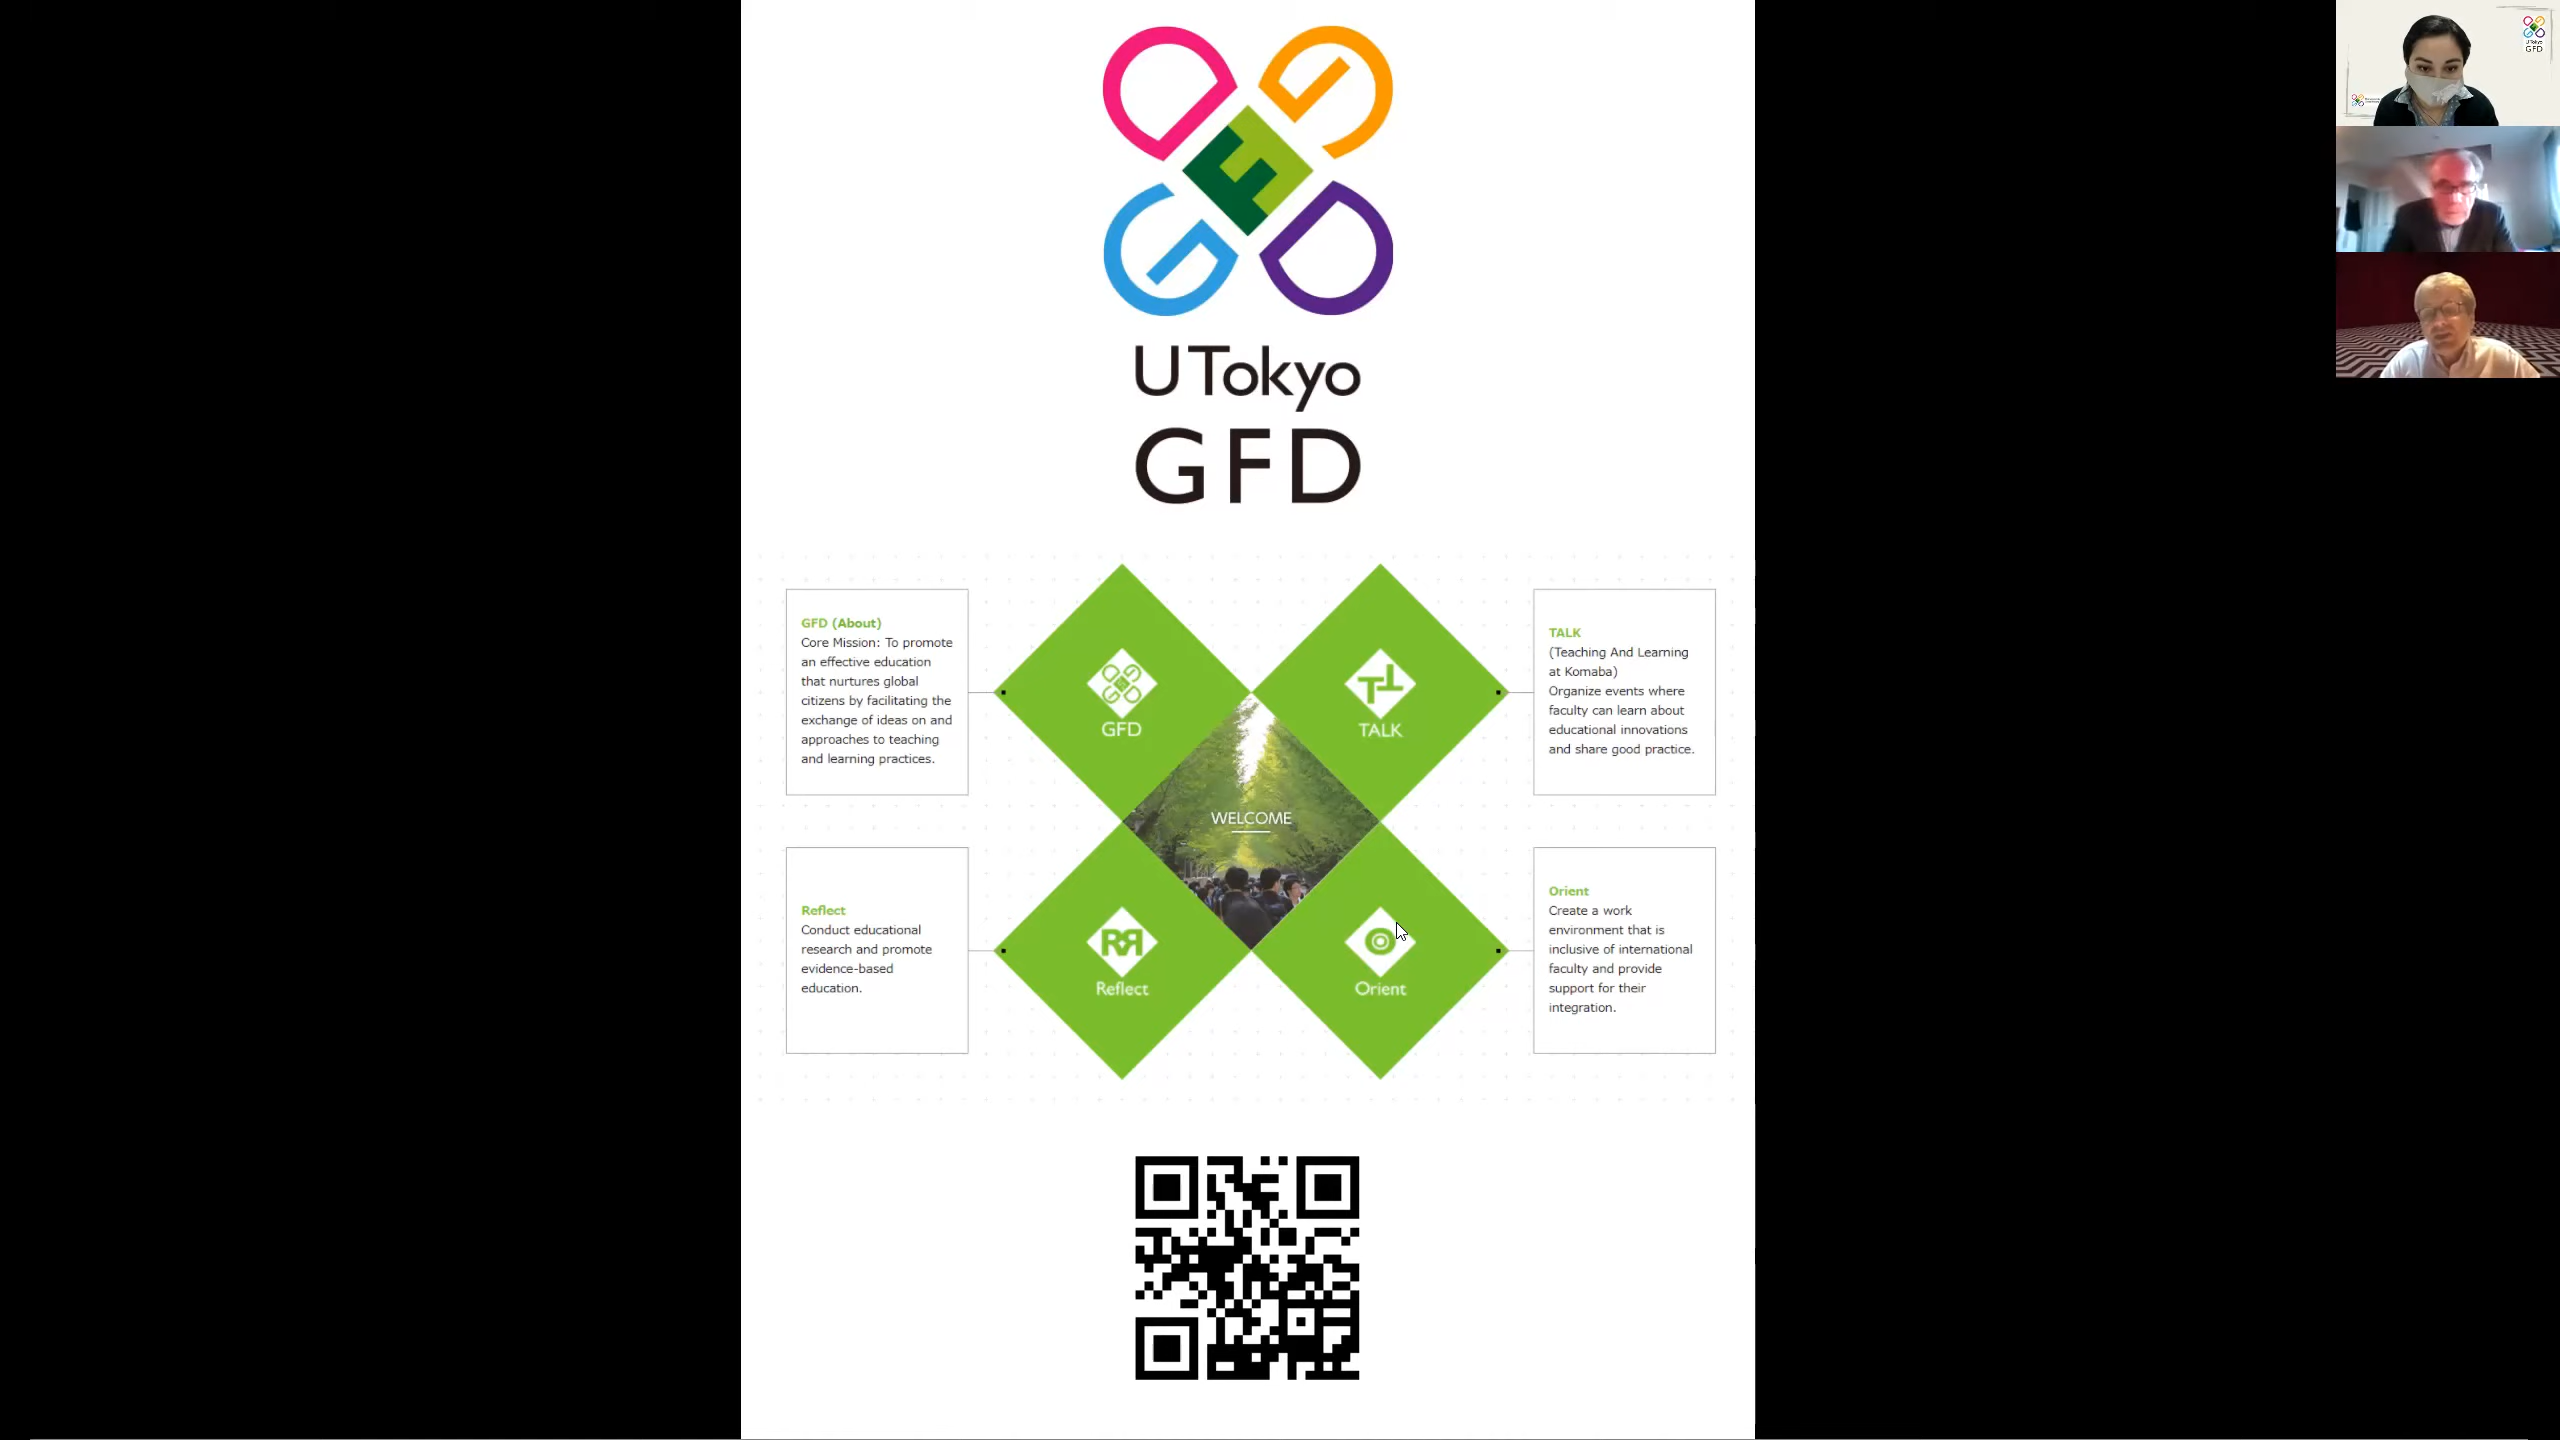 UTokyo
GFD
GFD (About)
Core Mission: To promote
an effective education
that nurtures global
citizens by facilitating the
exchange of ideas on and
approaches to teaching
and learning practices.
GFD
TALK
TALK
(Teaching And Learning
at Komaba)
Organize events where
faculty can learn about
educational innovations
and share good practice.
WELCOME
Reflect
Conduct educational
research and promote
evidence-based
education.
Reflect
Orient
Orient
Create a work
environment that is
inclusive of international
faculty and provide
support for their
integration.
UTokyo
GFD